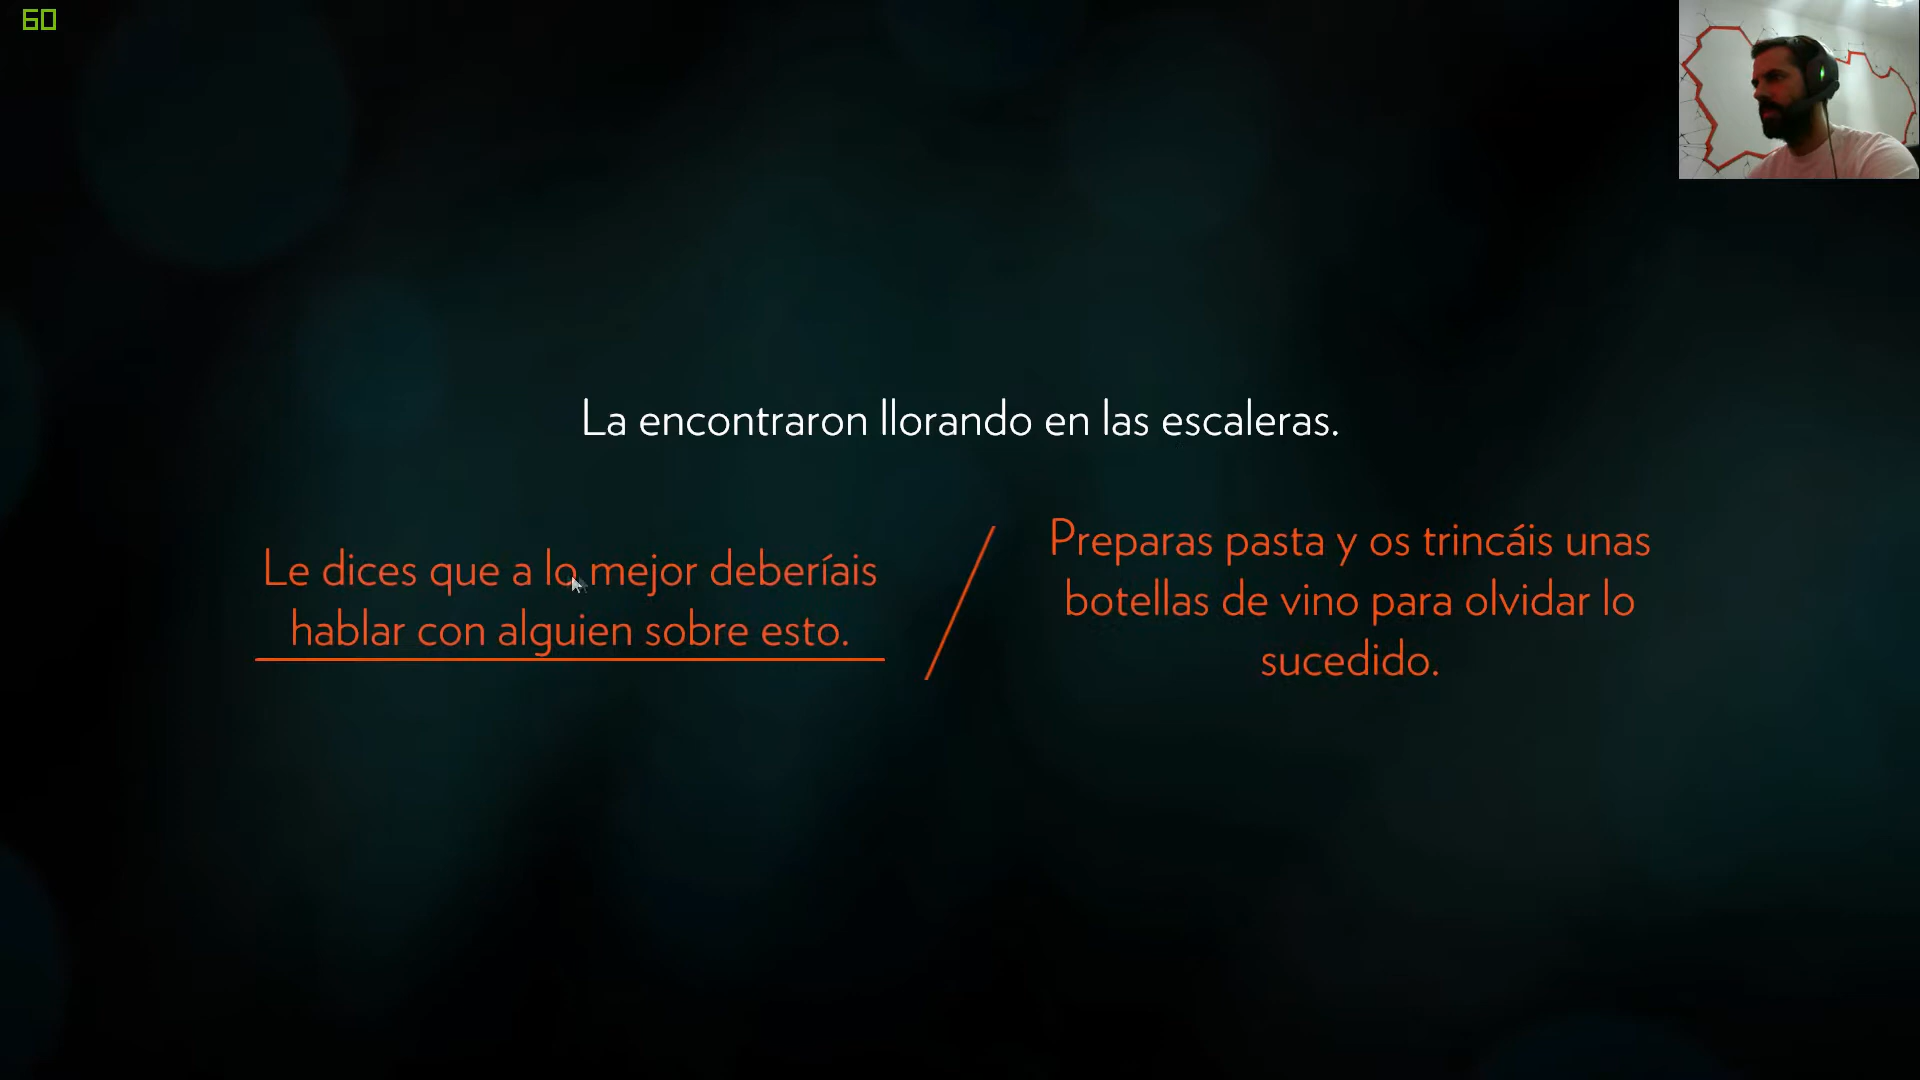 60
La encontraron llorando en las escaleras.
Le dices que a lo mejor deberíais
hablar con alguien sobre esto.
Preparas pasta y os trincáis unas
botellas de vino para olvidar lo
sucedido.